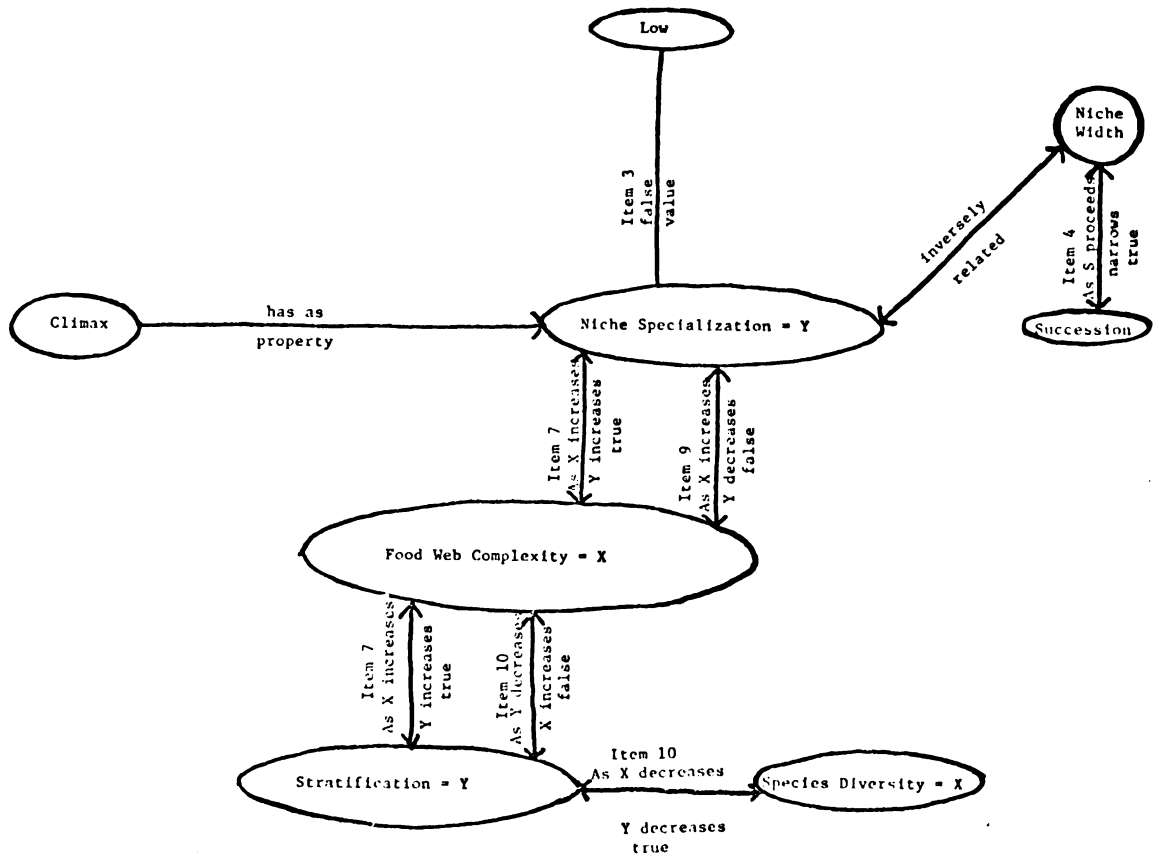 Low
Niche
Width
Item 3
false
value
inversely
related
Item 4
As S proceeds
narrows
true
Climax
has as
property
Niche Specialization = Y
Succession
Item 7
As X increases
Y increases
true
Item 9
As X increases
Y decreases
false
Food Web Complexity = X
Item 7
As X increases
Y increases
true
Item 10
As Y decreases
X increases
false
Stratification = Y
Item 10
As X decreases
Y decreases
true
Species Diversity = X